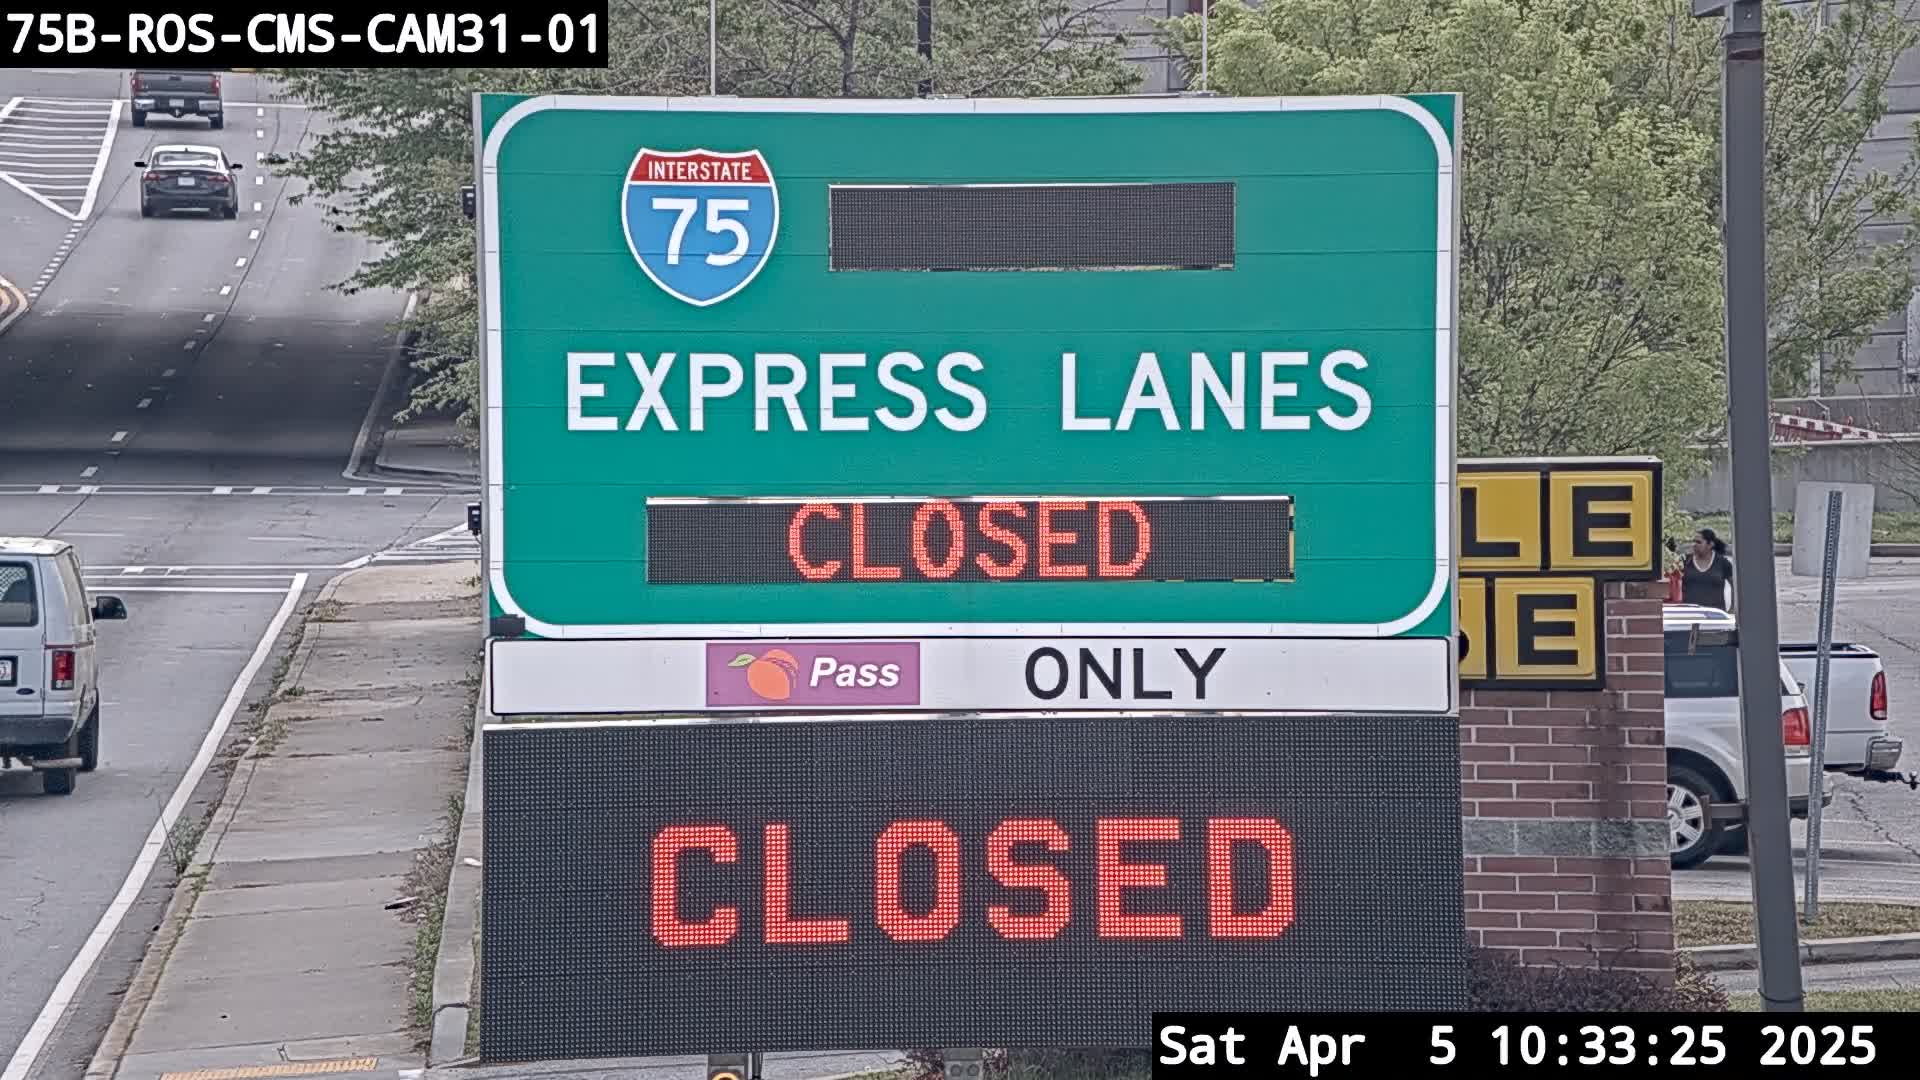 75B-ROS-CMS-CAM31-01
INTERSTATE
75
EXPRESS LANES
CLOSED
Pass ONLY
CLOSED
LE
E
Sat Apr 5 10:33:25 2025